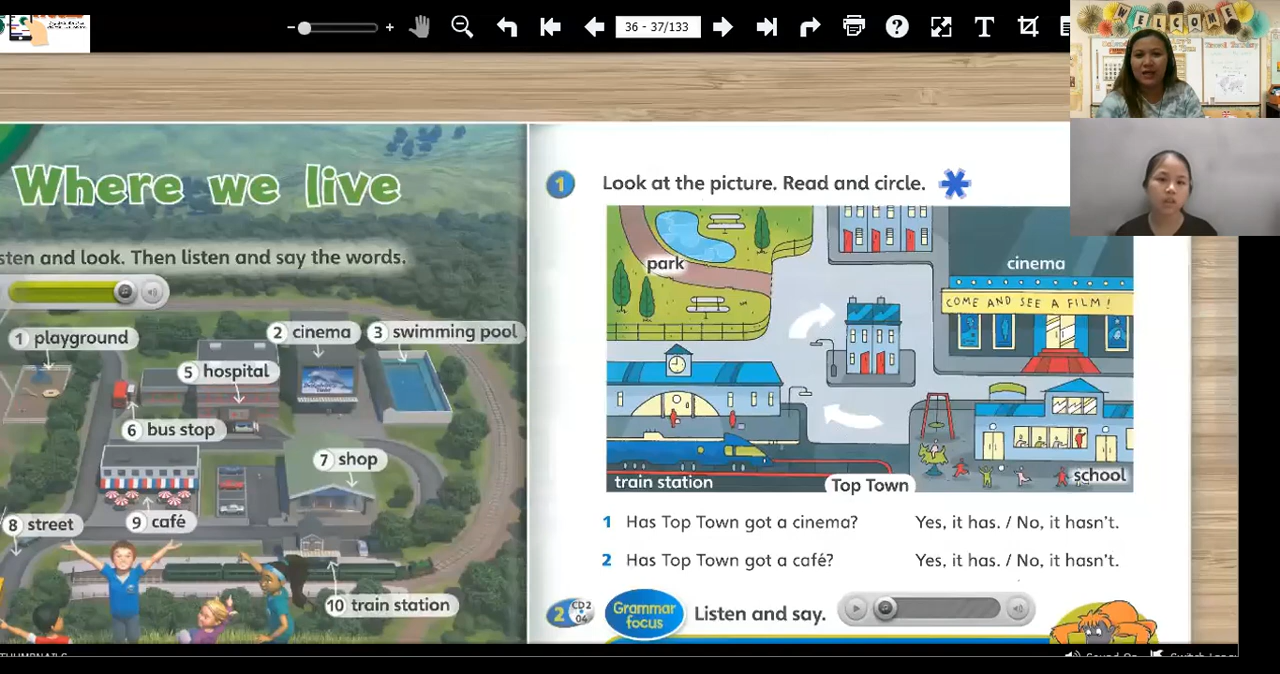 36 - 37/133
WELCOME
Where we live
sten and look. Then listen and say the words.
1 playground
2 cinema
3 swimming pool
5 hospital
6 bus stop
7 shop
8 street
9 café
10 train station
1 Look at the picture. Read and circle.
park
cinema
COME AND SEE A FILM!
train station
Top Town
school
1 Has Top Town got a cinema? Yes, it has. / No, it hasn't.
2 Has Top Town got a café? Yes, it has. / No, it hasn't.
2 CD2 04 Grammar focus Listen and say.